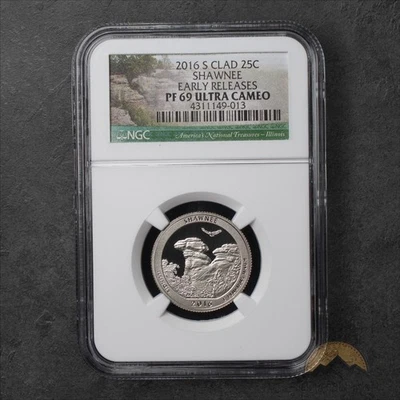 2016 S CLAD 25C
SHAWNEE
EARLY RELEASES
PF 69 ULTRA CAMEO
4311149-013
NGC
America's National Treasures – Illinois
SHAWNEE
2016